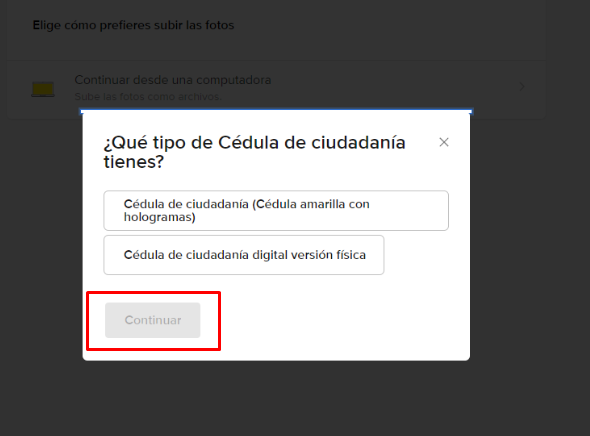 Elige cómo prefieres subir las fotos
Continuar desde una computadora
Sube las fotos como archivos
¿Qué tipo de Cédula de ciudadanía
tienes?
Cédula de ciudadanía (Cédula amarilla con
hologramas)
Cédula de ciudadanía digital versión física
Continuar